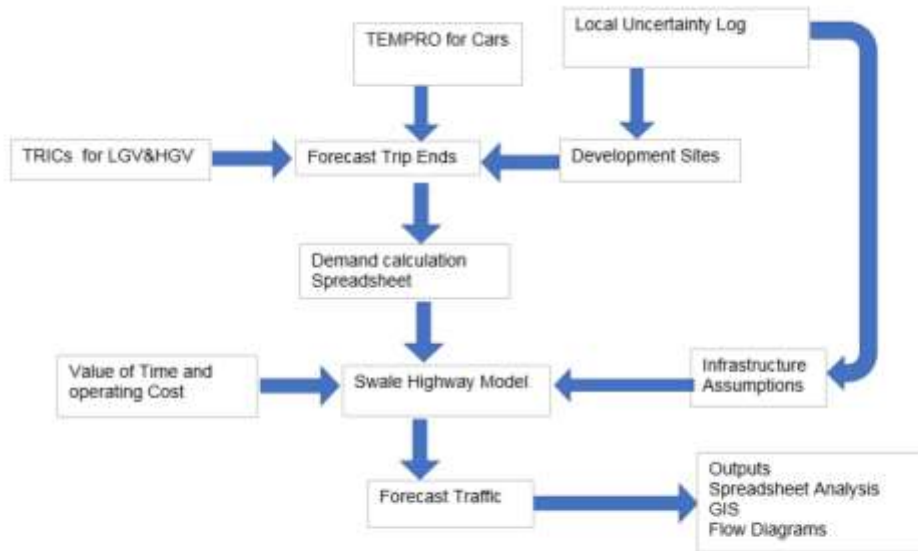 TEMPRO for Cars
Local Uncertainty Log
TRICs for LGV&HGV
Forecast Trip Ends
Development Sites
Demand calculation
Spreadsheet
Value of Time and
operating Cost
Swale Highway Model
Infrastructure
Assumptions
Forecast Traffic
Outputs
Spreadsheet Analysis
GIS
Flow Diagrams